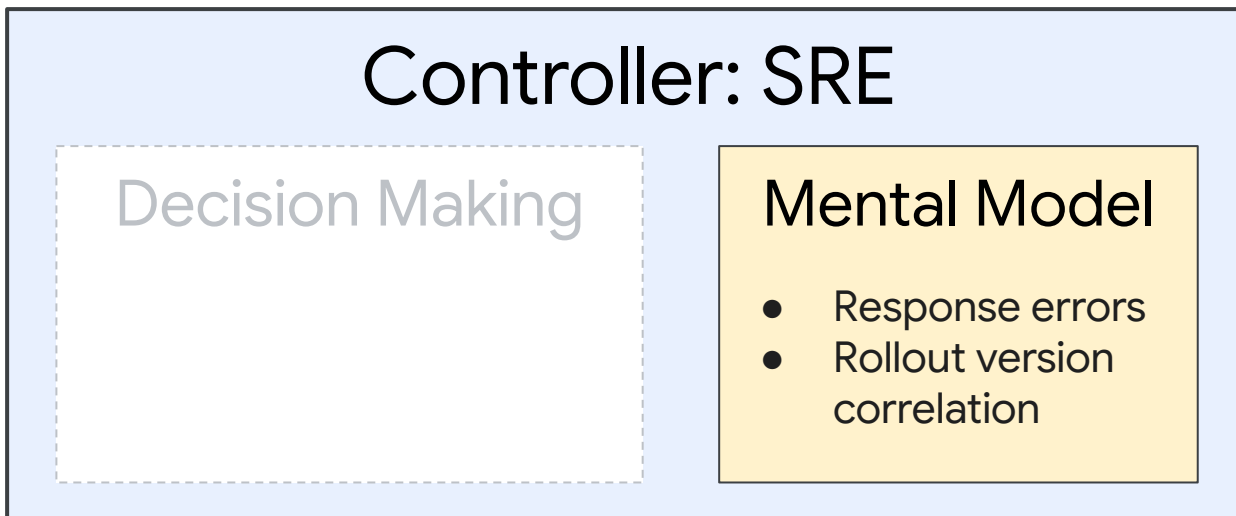 Controller: SRE
Decision Making
Mental Model
● Response errors
● Rollout version
correlation